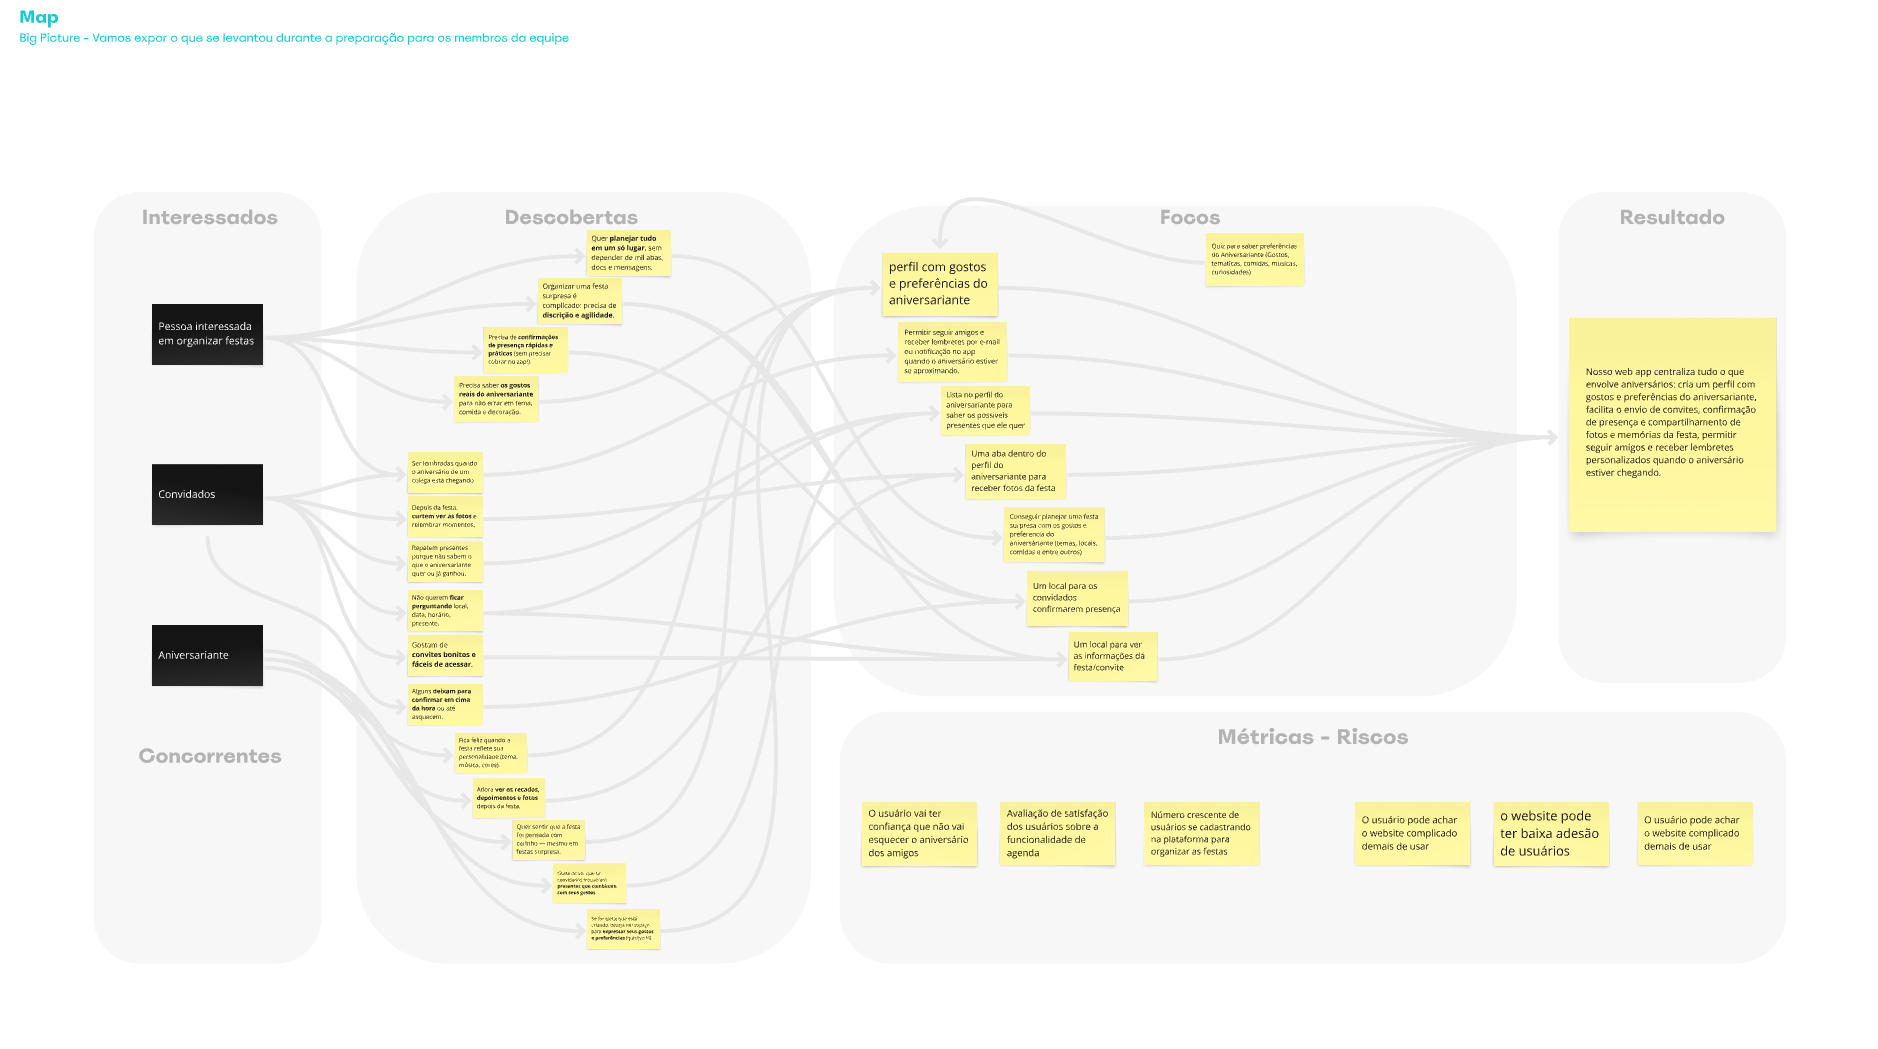 Map
Big Picture - Vamos expor o que se levantou durante a preparação para os membros da equipe
Interessados
Pessoa interessada
em organizar festas
Convidados
Aniversariante
Concorrentes
Descobertas
Quer planejar tudo
em um só lugar, sem
depender de mil abas,
docs e mensagens.
Organizar uma festa
surpresa é
complicado: precisa de
discrição e agilidade.
Precisa de confirmações
de presença rápidas e
práticas (sem precisar
cobrar no zap!).
Precisa saber os gostos
reais do aniversariante
para não errar em tema,
comida e decoração.
Ser lembradas quando
o aniversário de um
colega está chegando
Depois da festa,
curtem ver as fotos e
relembrar momentos.
Repetem presentes
porque não sabem o
que o aniversariante
quer ou já ganhou.
Não querem ficar
perguntando local,
data, horário,
presente.
Gostam de
convites bonitos e
fáceis de acessar.
Alguns deixam para
confirmar em cima
da hora ou até
esquecem.
Fica feliz quando a
festa reflete sua
personalidade (tema,
música, cores).
Adora ver os recados,
depoimentos e fotos
depois da festa.
Quer sentir que a festa
foi pensada com
carinho — mesmo em
festas surpresa.
convidados trouxeram
presentes que combinam
com seus gostos
para expressar seus gostos
e preferências
Focos
perfil com gostos
e preferências do
aniversariante
Quiz para saber preferências
do Aniversariante (Gostos,
tematicas, comidas, musicas,
curiosidades)
Permitir seguir amigos e
receber lembretes por e-mail
ou notificação no app
quando o aniversário estiver
se aproximando.
Lista no perfil do
aniversariante para
saber os possiveis
presentes que ele quer
Uma aba dentro do
perfil do
aniversariante para
receber fotos da festa
Conseguir planejar uma festa
surpresa com os gostos e
preferencia do
aniversáriante (temas, locais,
comidas e entre outros)
Um local para os
convidados
confirmarem presença
Um local para ver
as informações da
festa/convite
Resultado
Nosso web app centraliza tudo o que
envolve aniversários: cria um perfil com
gostos e preferências do aniversariante,
facilita o envio de convites, confirmação
de presença e compartilhamento de
fotos e memórias da festa, permitir
seguir amigos e receber lembretes
personalizados quando o aniversário
estiver chegando.
Métricas - Riscos
O usuário vai ter
confiança que não vai
esquecer o aniversário
dos amigos
Avaliação de satisfação
dos usuários sobre a
funcionalidade de
agenda
Número crescente de
usuários se cadastrando
na plataforma para
organizar as festas
O usuário pode achar
o website complicado
demais de usar
o website pode
ter baixa adesão
de usuários
O usuário pode achar
o website complicado
demais de usar